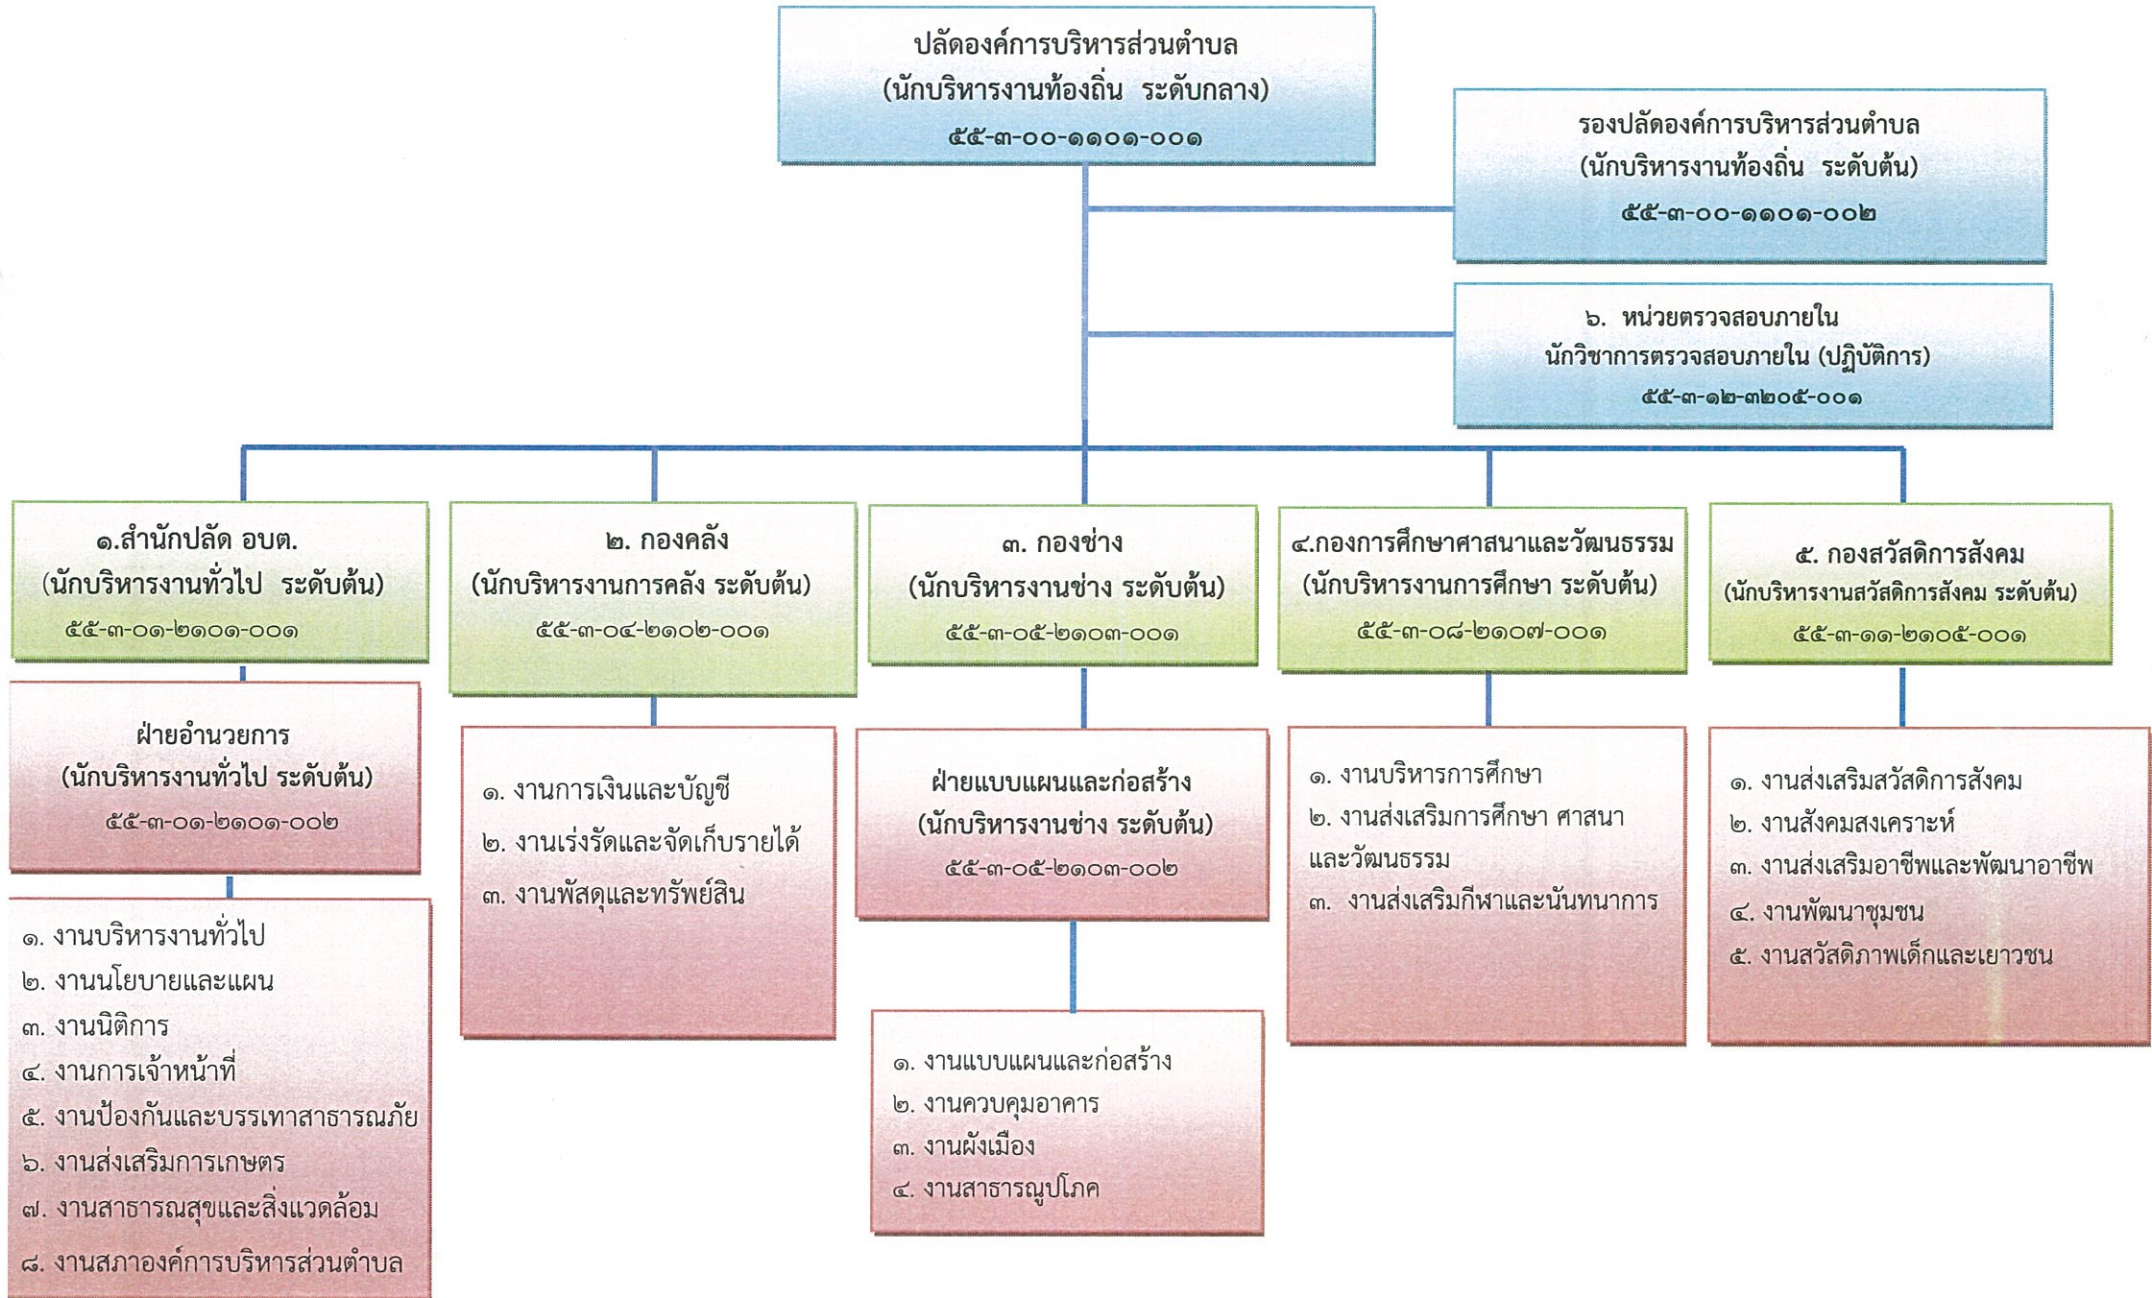 ปลัดองค์การบริหารส่วนตำบล
(นักบริหารงานท้องถิ่น ระดับกลาง)
๕๕-๓-๐๐-๑๑๐๑-๐๐๑
รองปลัดองค์การบริหารส่วนตำบล
(นักบริหารงานท้องถิ่น ระดับต้น)
๕๕-๓-๐๐-๑๑๐๑-๐๐๒
๖. หน่วยตรวจสอบภายใน
นักวิชาการตรวจสอบภายใน (ปฏิบัติการ)
๕๕-๓-๑๒-๓๒๐๕-๐๐๑
๑.สำนักปลัด อบต.
(นักบริหารงานทั่วไป ระดับต้น)
๕๕-๓-๐๑-๒๑๐๑-๐๐๑
๒. กองคลัง
(นักบริหารงานการคลัง ระดับต้น)
๕๕-๓-๐๔-๒๑๐๒-๐๐๑
๓. กองช่าง
(นักบริหารงานช่าง ระดับต้น)
๕๕-๓-๐๕-๒๑๐๓-๐๐๑
๔.กองการศึกษาศาสนาและวัฒนธรรม
(นักบริหารงานการศึกษา ระดับต้น)
๕๕-๓-๐๘-๒๑๐๗-๐๐๑
๕. กองสวัสดิการสังคม
(นักบริหารงานสวัสดิการสังคม ระดับต้น)
๕๕-๓-๑๑-๒๑๐๕-๐๐๑
ฝ่ายอำนวยการ
(นักบริหารงานทั่วไป ระดับต้น)
๕๕-๓-๐๑-๒๑๐๑-๐๐๒
๑. งานบริหารงานทั่วไป
๒. งานนโยบายและแผน
๓. งานนิติการ
๔. งานการเจ้าหน้าที่
๕. งานป้องกันและบรรเทาสาธารณภัย
๖. งานส่งเสริมการเกษตร
๗. งานสาธารณสุขและสิ่งแวดล้อม
๘. งานสภาองค์การบริหารส่วนตำบล
๑. งานการเงินและบัญชี
๒. งานเร่งรัดและจัดเก็บรายได้
๓. งานพัสดุและทรัพย์สิน
ฝ่ายแบบแผนและก่อสร้าง
(นักบริหารงานช่าง ระดับต้น)
๕๕-๓-๐๕-๒๑๐๓-๐๐๒
๑. งานแบบแผนและก่อสร้าง
๒. งานควบคุมอาคาร
๓. งานผังเมือง
๔. งานสาธารณูปโภค
๑. งานบริหารการศึกษา
๒. งานส่งเสริมการศึกษา ศาสนา
และวัฒนธรรม
๓. งานส่งเสริมกีฬาและนันทนาการ
๑. งานส่งเสริมสวัสดิการสังคม
๒. งานสังคมสงเคราะห์
๓. งานส่งเสริมอาชีพและพัฒนาอาชีพ
๔. งานพัฒนาชุมชน
๕. งานสวัสดิภาพเด็กและเยาวชน